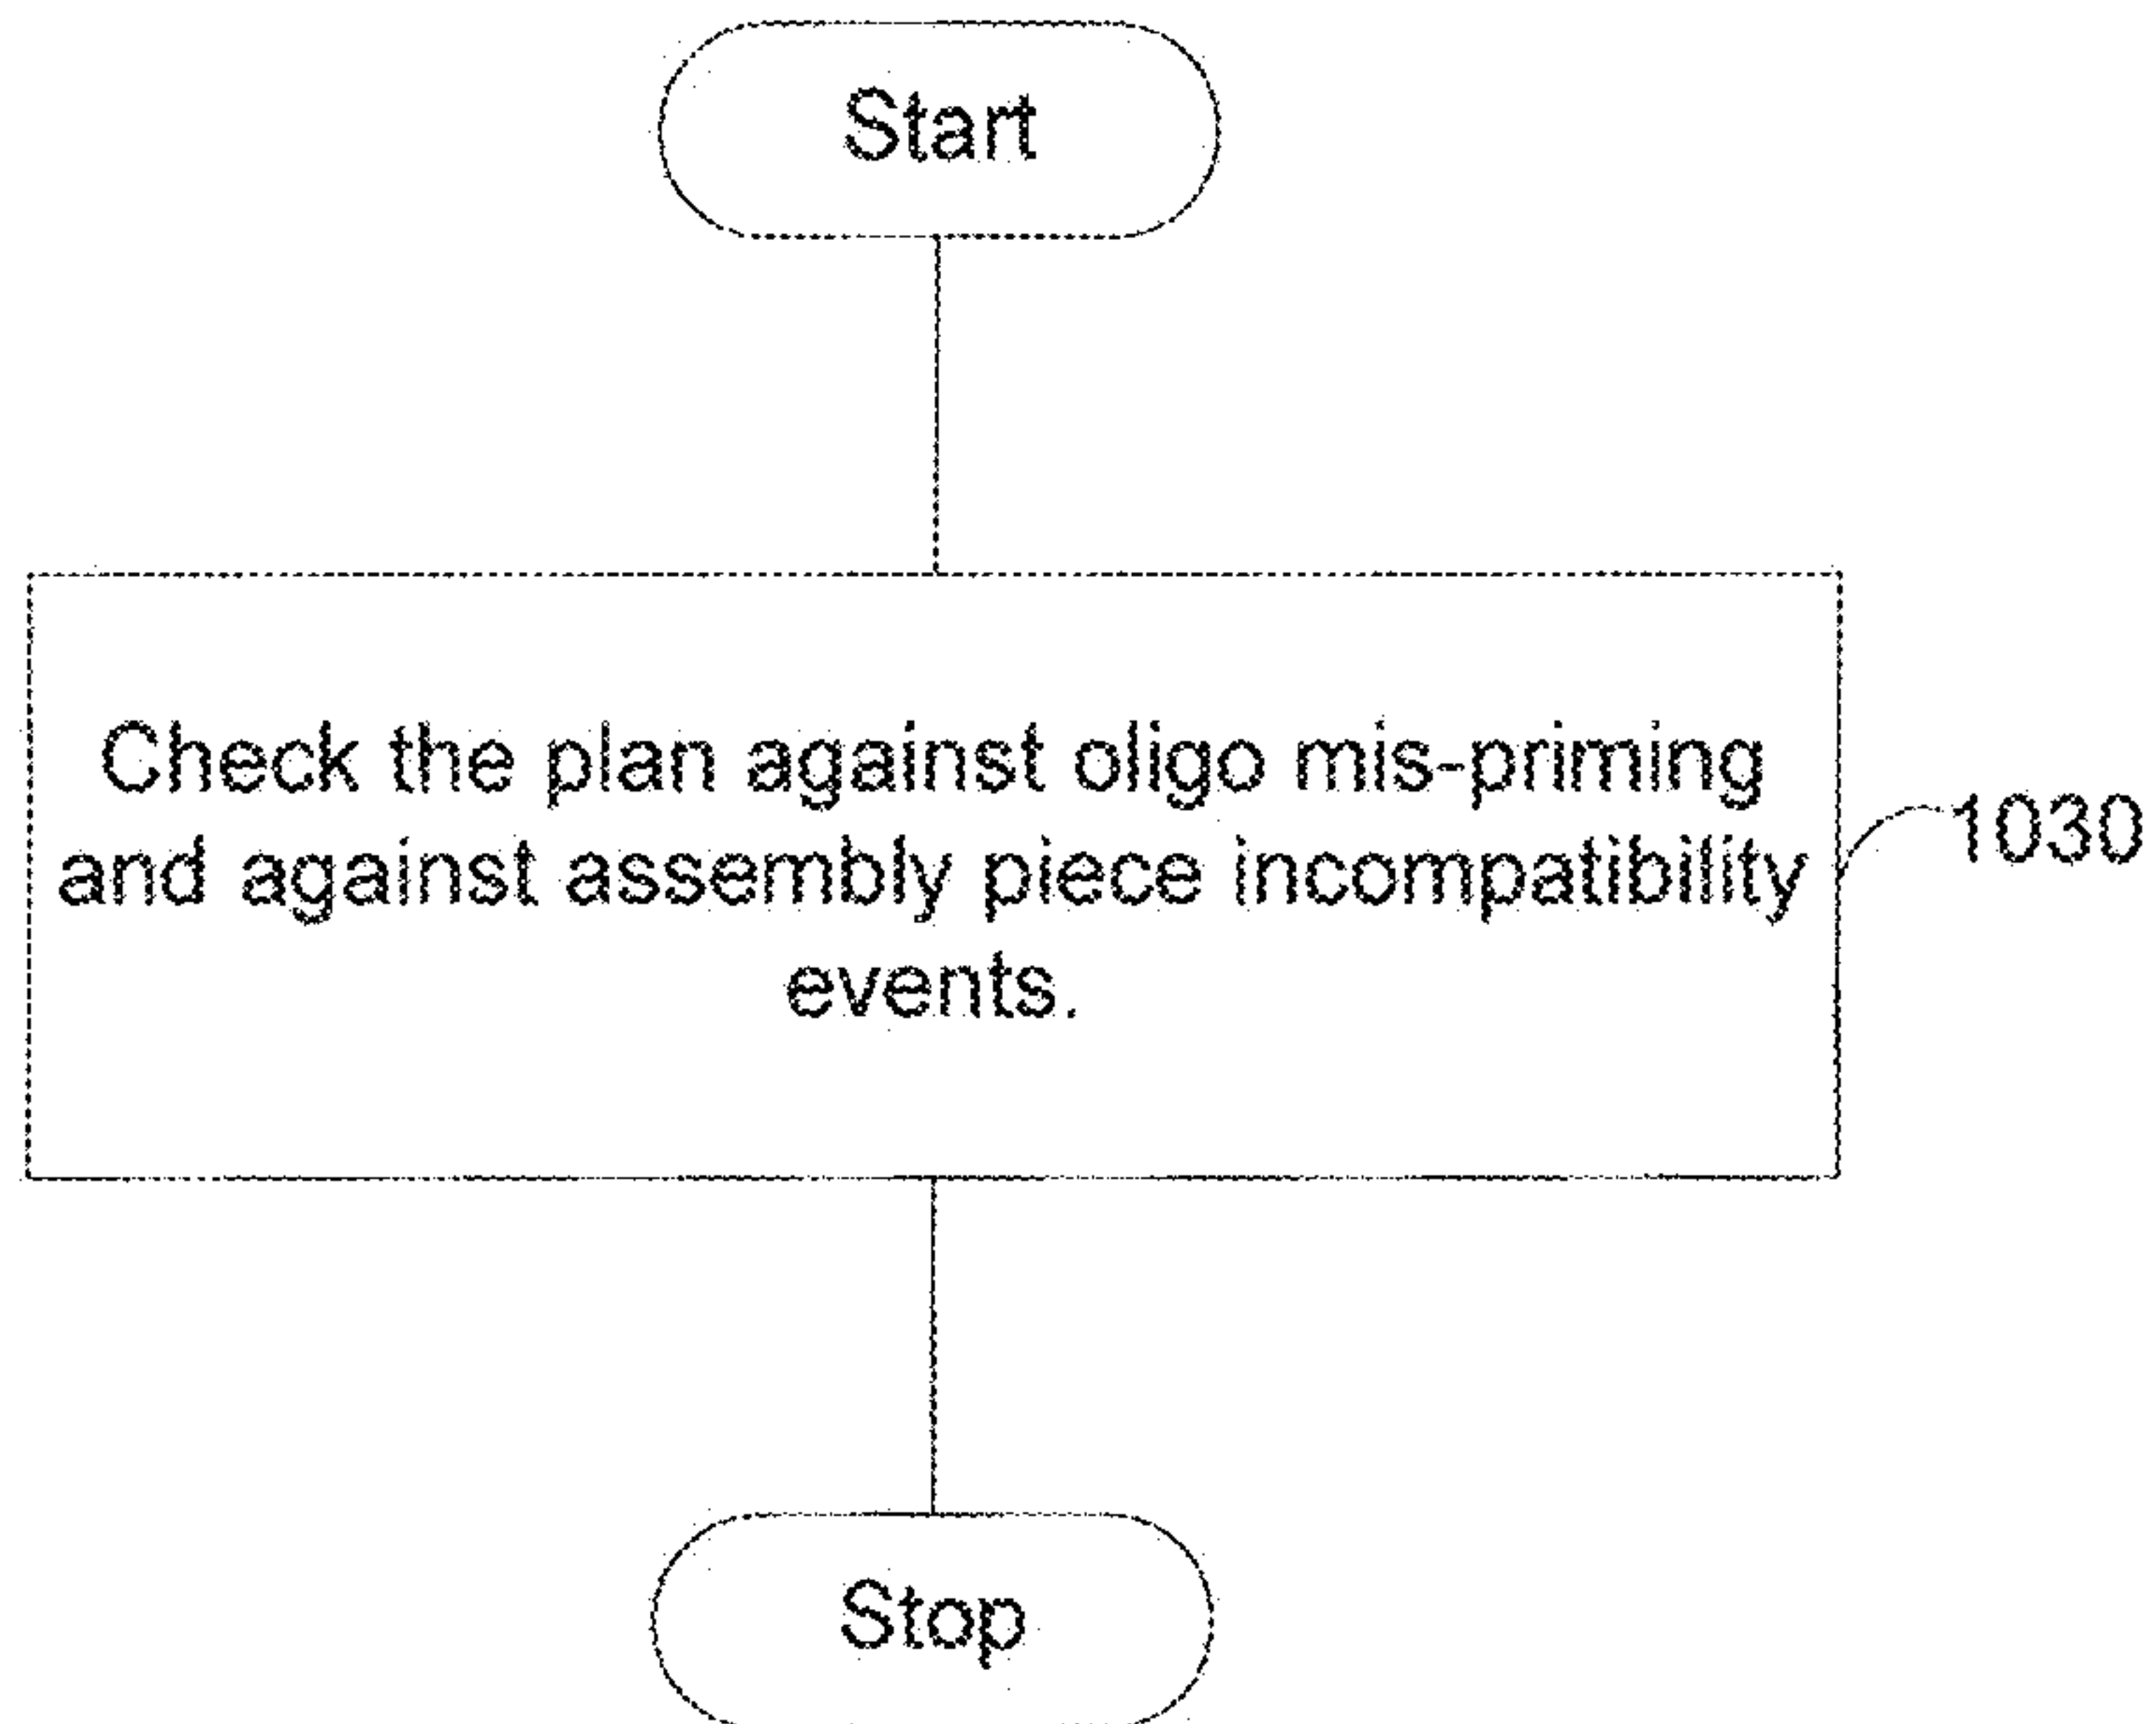 Start
Check the plan against oligo mis-priming
and against assembly piece incompatibility
events.
1030
Stop